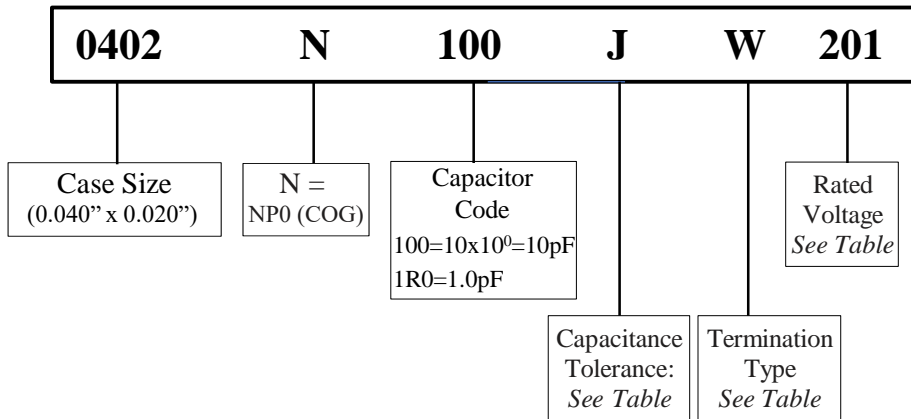 0402 N 100 J W 201
Case Size
(0.040” x 0.020”)
N =
NP0 (COG)
Capacitor
Code
100=10x10⁰=10pF
1R0=1.0pF
Rated
Voltage
See Table
Capacitance
Tolerance:
See Table
Termination
Type
See Table